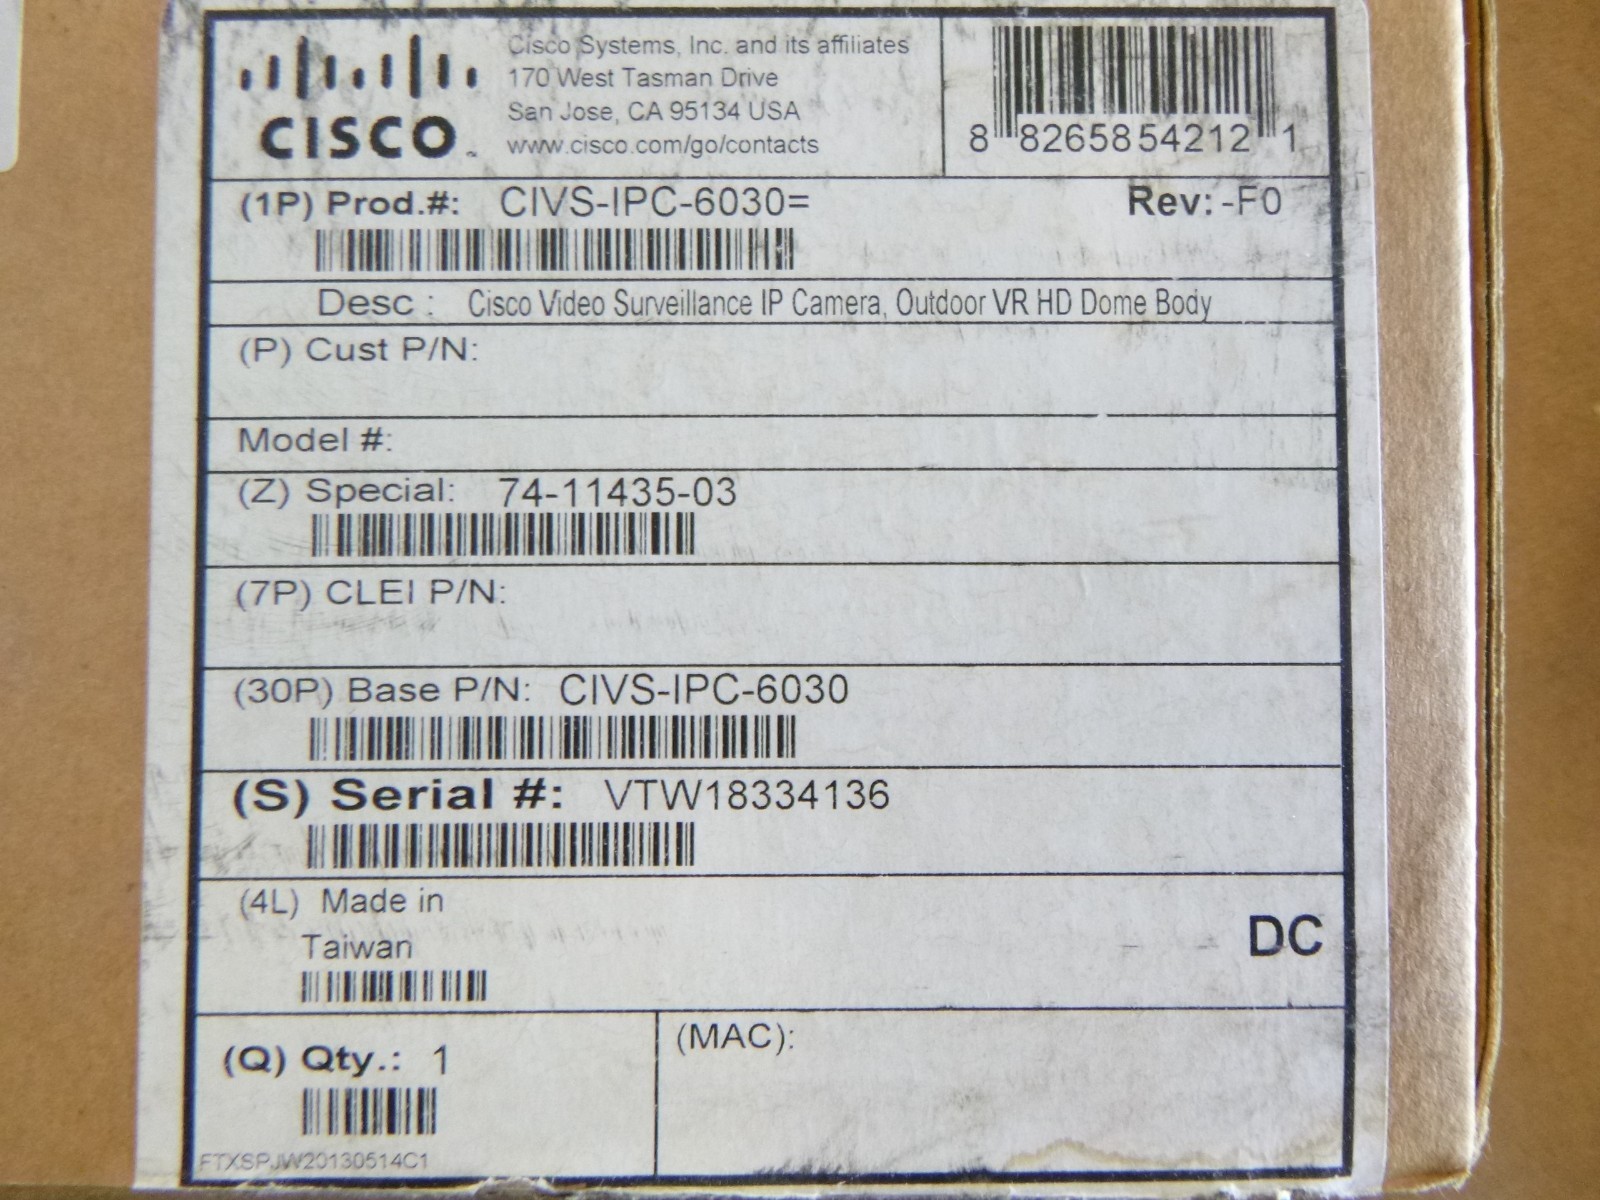 CISCO
Cisco Systems, Inc. and its affiliates
170 West Tasman Drive
San Jose, CA 95134 USA
www.cisco.com/go/contacts
8 8265854212 1
(1P) Prod.#: CIVS-IPC-6030= Rev:-F0
Desc : Cisco Video Surveillance IP Camera, Outdoor VR HD Dome Body
(P) Cust P/N:
Model #:
(Z) Special: 74-11435-03
(7P) CLEI P/N:
(30P) Base P/N: CIVS-IPC-6030
(S) Serial #: VTW18334136
(4L) Made in
Taiwan
DC
(Q) Qty.: 1
(MAC):
FTXSPJW20130514C1